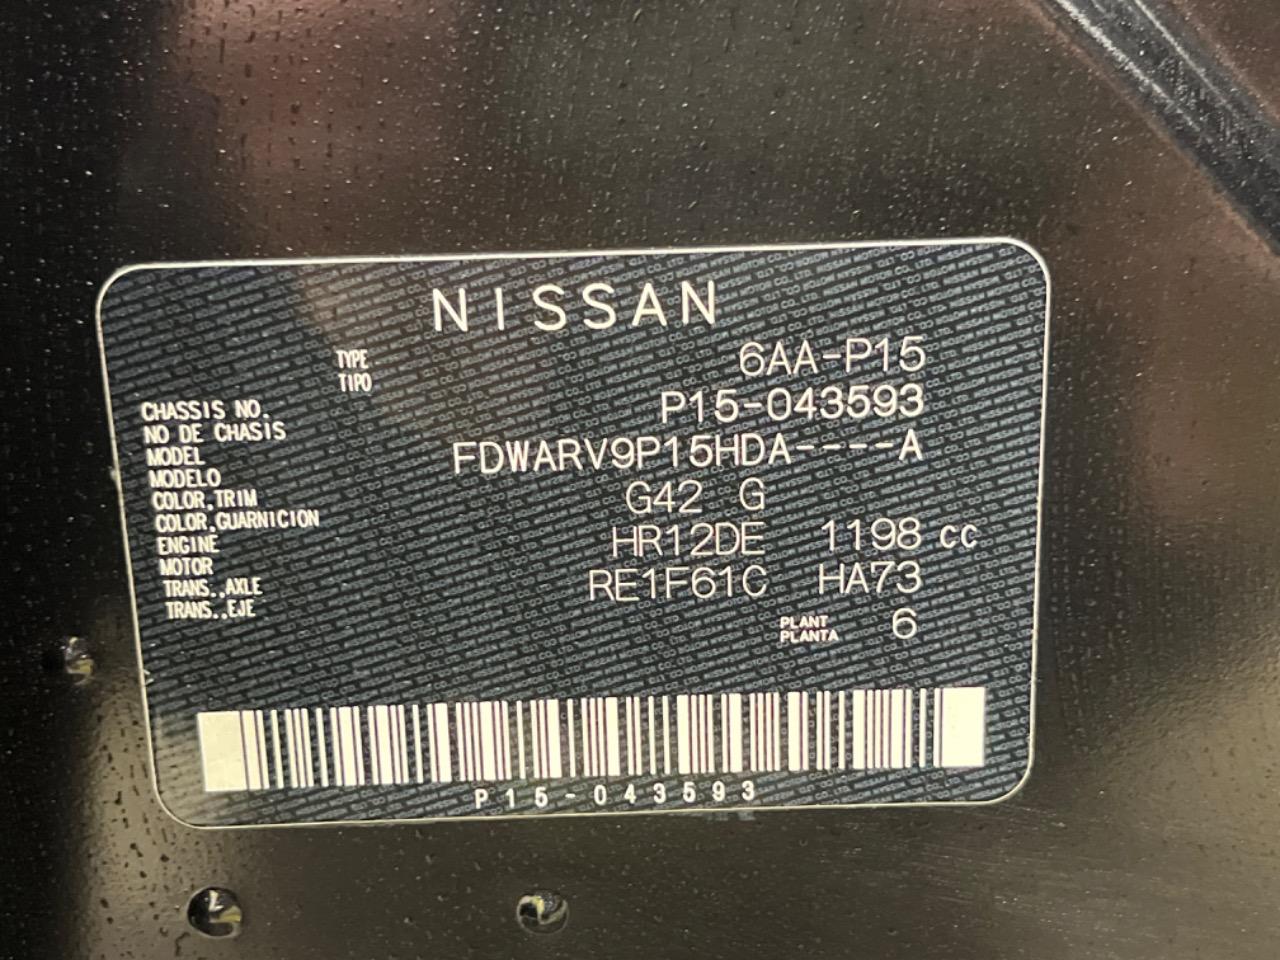 NISSAN
TYPE 6AA-P15
TIPO
CHASSIS NO. P15-043593
NO DE CHASIS
MODEL FDWARV9P15HDA----A
MODELO
COLOR,TRIM G42 G
COLOR,GUARNICION
ENGINE HR12DE 1198 cc
MOTOR
TRANS.,AXLE RE1F61C HA73
TRANS.,EJE
PLANT 6
PLANTA
P15-043593